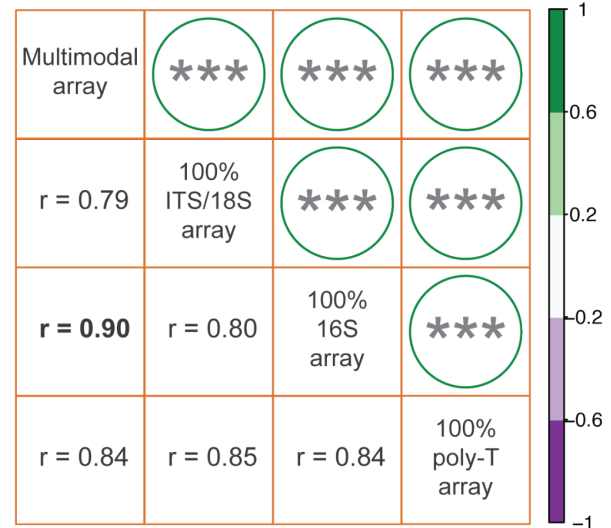 Multimodal
array
***
***
***
r = 0.79
100%
ITS/18S
array
***
***
r = 0.90
r = 0.80
100%
16S
array
***
r = 0.84
r = 0.85
r = 0.84
100%
poly-T
array
1
0.6
0.2
-0.2
-0.6
-1